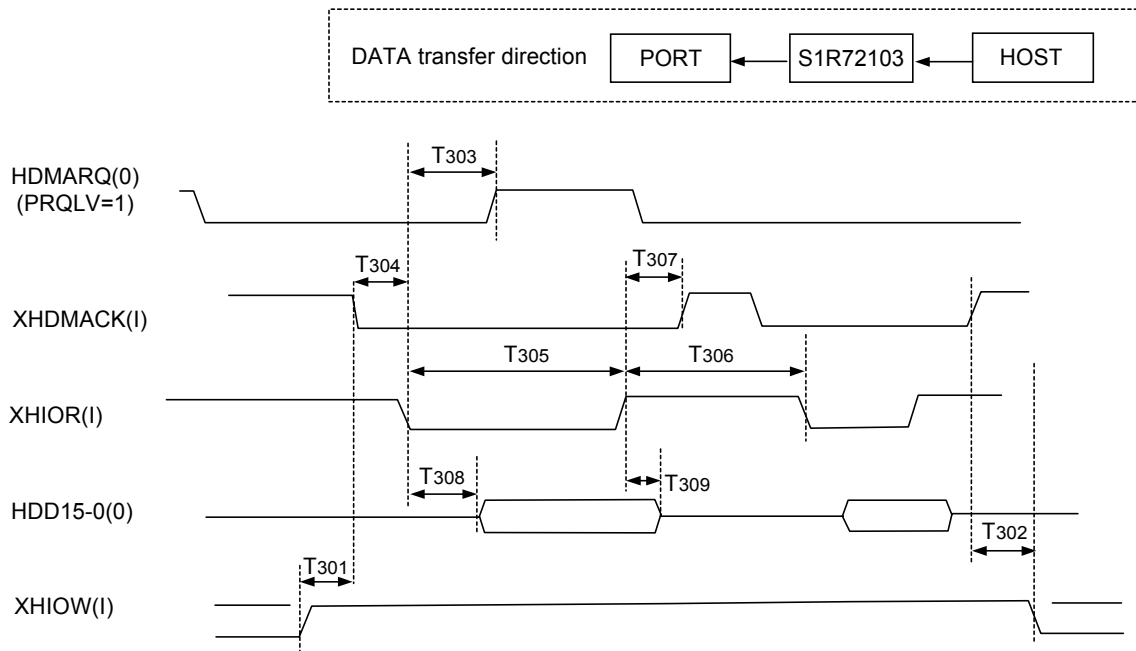 DATA transfer direction PORT S1R72103 HOST
T303
HDMARQ(0)
(PRQLV=1)
T304 T307
XHDMACK(I)
T305 T306
XHIOR(I)
T308 T309
HDD15-0(0)
T302
T301
XHIOW(I)